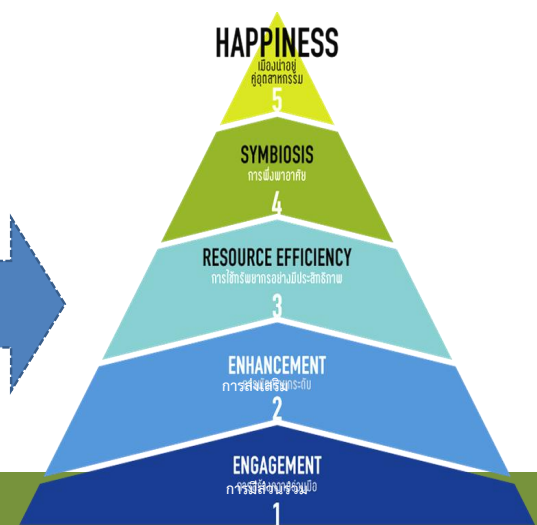 HAPPINESS
เมืองน่าอยู่
คู่อุตสาหกรรม
5
SYMBIOSIS
การพึ่งพาอาศัย
4
RESOURCE EFFICIENCY
การใช้ทรัพยากรอย่างมีประสิทธิภาพ
3
ENHANCEMENT
การส่งเสริม
2
ENGAGEMENT
การมีส่วนร่วม
1